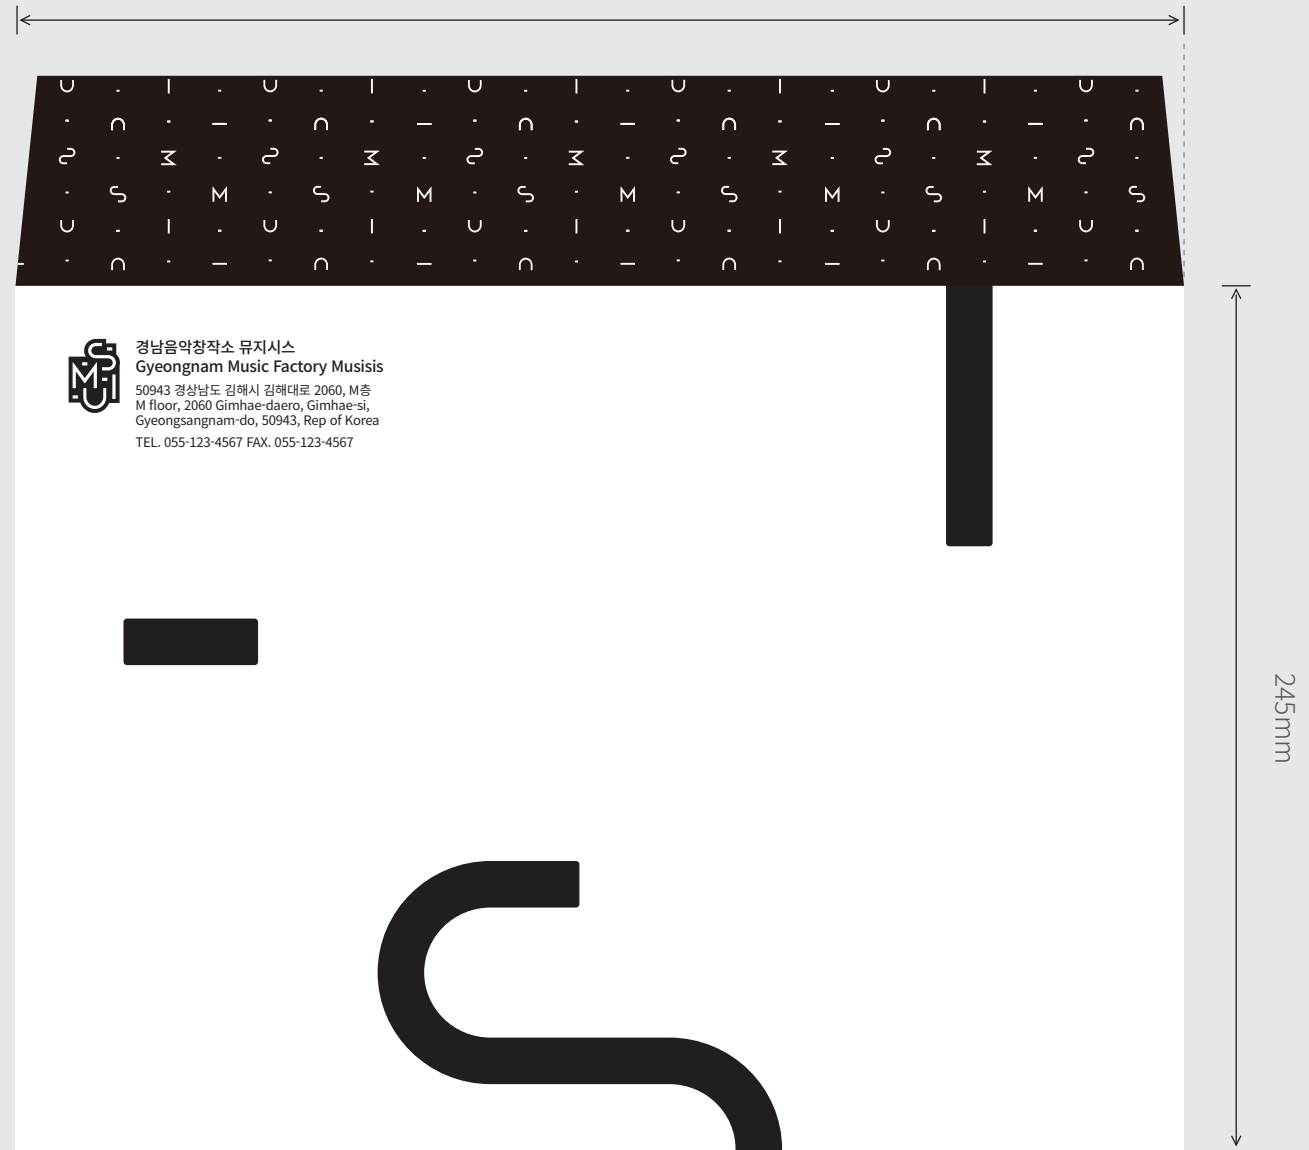 경남음악창작소 뮤지시스
Gyeongnam Music Factory Musisis
50943 경상남도 김해시 김해대로 2060, M층
M floor, 2060 Gimhae-daero, Gimhae-si,
Gyeongsangnam-do, 50943, Rep of Korea
TEL. 055-123-4567 FAX. 055-123-4567
245mm